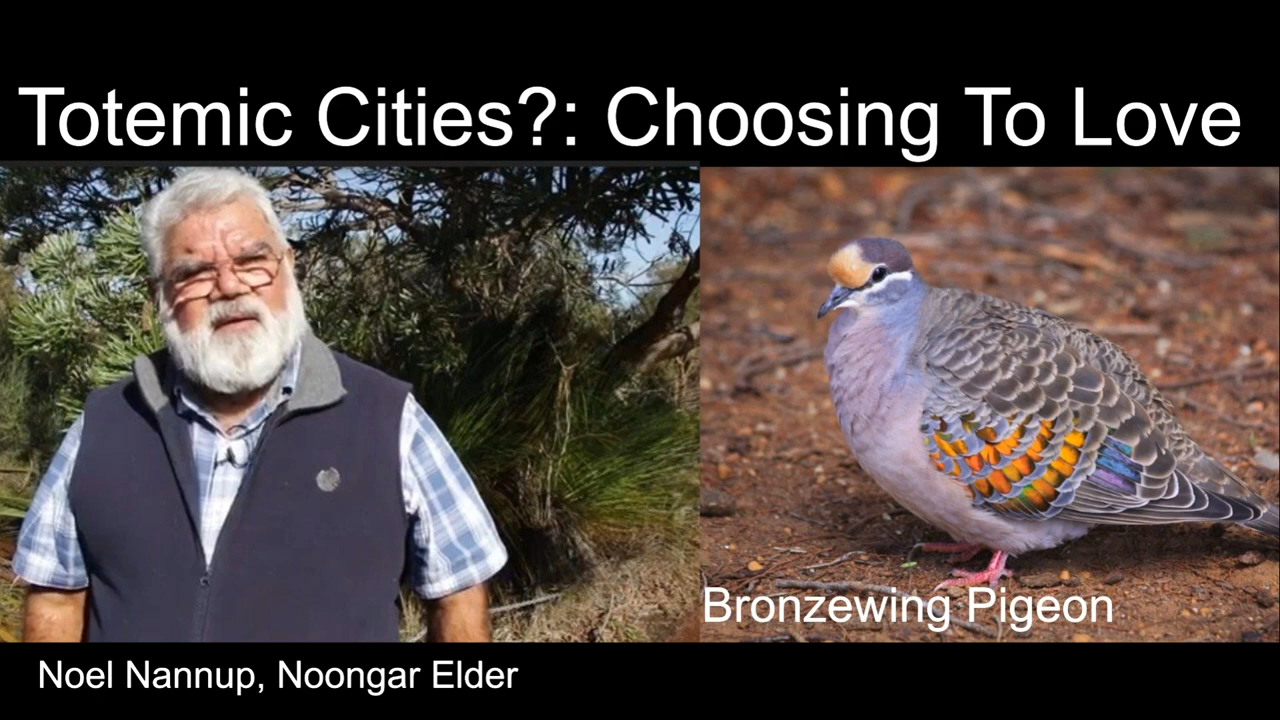 Totemic Cities?: Choosing To Love
Bronzewing Pigeon
Noel Nannup, Noongar Elder